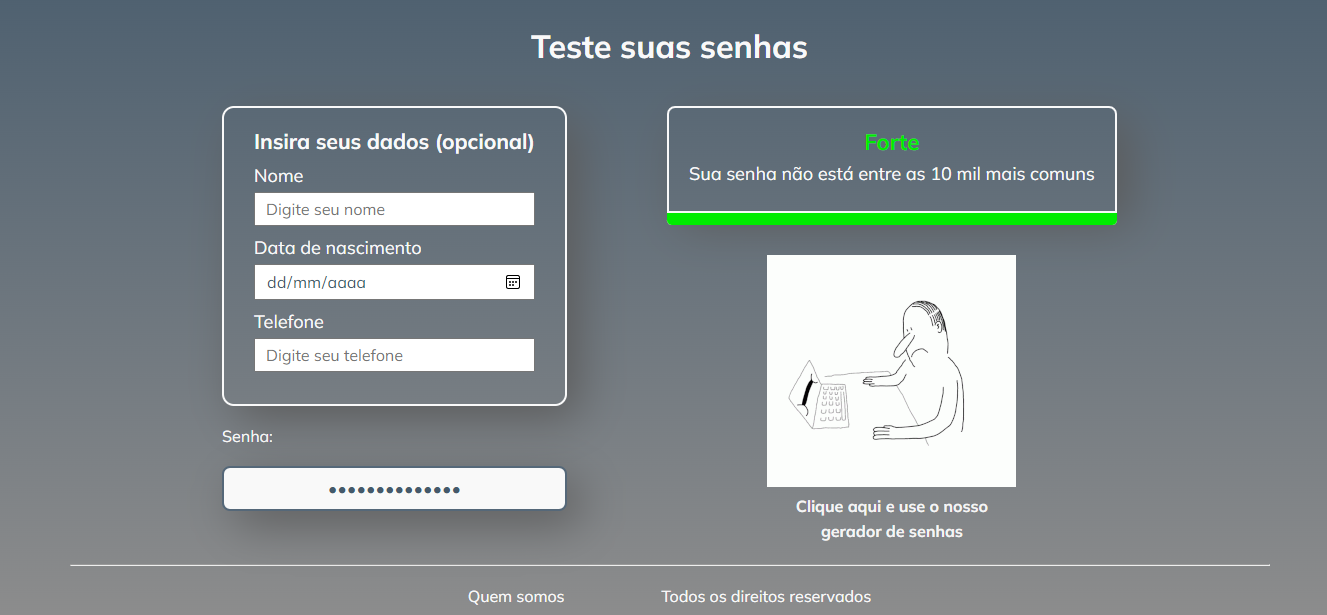 Teste suas senhas
Insira seus dados (opcional)
Nome
Digite seu nome
Data de nascimento
dd/mm/aaaa
Telefone
Digite seu telefone
Senha:
••••••••••••••
Forte
Sua senha não está entre as 10 mil mais comuns
Clique aqui e use o nosso
gerador de senhas
Quem somos
Todos os direitos reservados